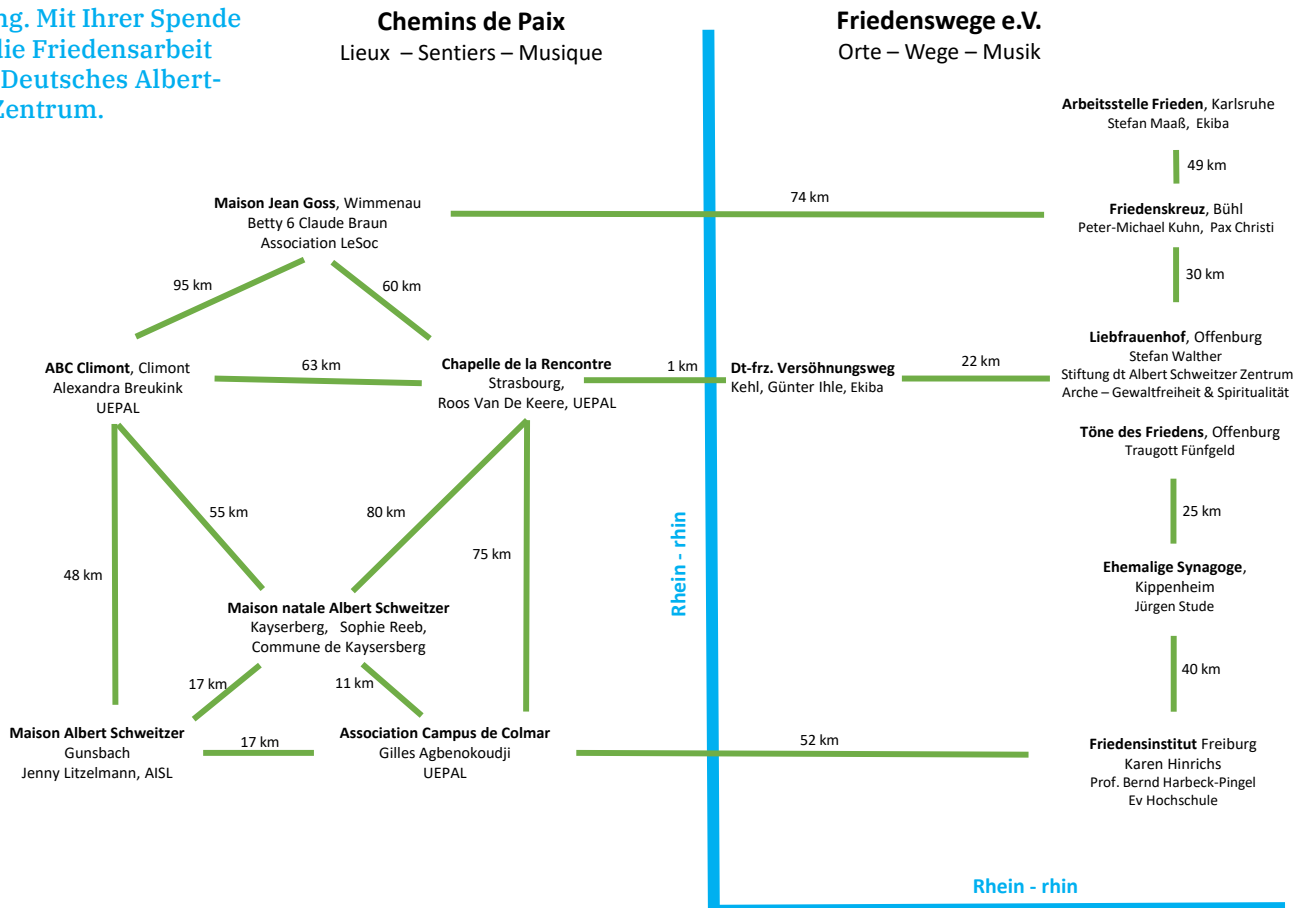 ng. Mit Ihrer Spende
die Friedensarbeit
Deutsches Albert-
Zentrum.
Chemins de Paix
Lieux – Sentiers – Musique
Friedenswege e.V.
Orte – Wege – Musik
Arbeitsstelle Frieden, Karlsruhe
Stefan Maaß, Ekiba
49 km
Maison Jean Goss, Wimmenau
Betty 6 Claude Braun
Association LeSoc
74 km
Friedenskreuz, Bühl
Peter-Michael Kuhn, Pax Christi
95 km
60 km
30 km
ABC Climont, Climont
Alexandra Breukink
UEPAL
63 km
Chapelle de la Rencontre
Strasbourg,
Roos Van De Keere, UEPAL
1 km
Dt-frz. Versöhnungsweg
Kehl, Günter Ihle, Ekiba
22 km
Liebfrauenhof, Offenburg
Stefan Walther
Stiftung dt Albert Schweitzer Zentrum
Arche – Gewaltfreiheit & Spiritualität
Töne des Friedens, Offenburg
Traugott Fünfgeld
55 km
80 km
25 km
48 km
75 km
Rhein - rhin
Ehemalige Synagoge,
Kippenheim
Jürgen Stude
Maison natale Albert Schweitzer
Kayserberg, Sophie Reeb,
Commune de Kaysersberg
17 km
11 km
40 km
Maison Albert Schweitzer
Gunsbach
Jenny Litzelmann, AISL
17 km
Association Campus de Colmar
Gilles Agbenokoudji
UEPAL
52 km
Friedensinstitut Freiburg
Karen Hinrichs
Prof. Bernd Harbeck-Pingel
Ev Hochschule
Rhein - rhin